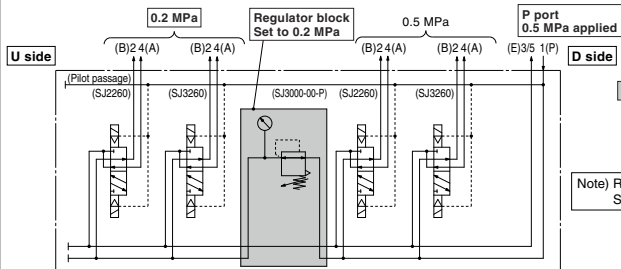 0.2 MPa
Regulator block
Set to 0.2 MPa
0.5 MPa
P port
0.5 MPa applied
U side
(B)2 4(A)
(B)2 4(A)
(B)2 4(A)
(B)2 4(A)
(E)3/5 1(P)
D side
(Pilot passage)
(SJ2260)
(SJ3260)
(SJ3000-00-P)
(SJ2260)
(SJ3260)
Note) R
S